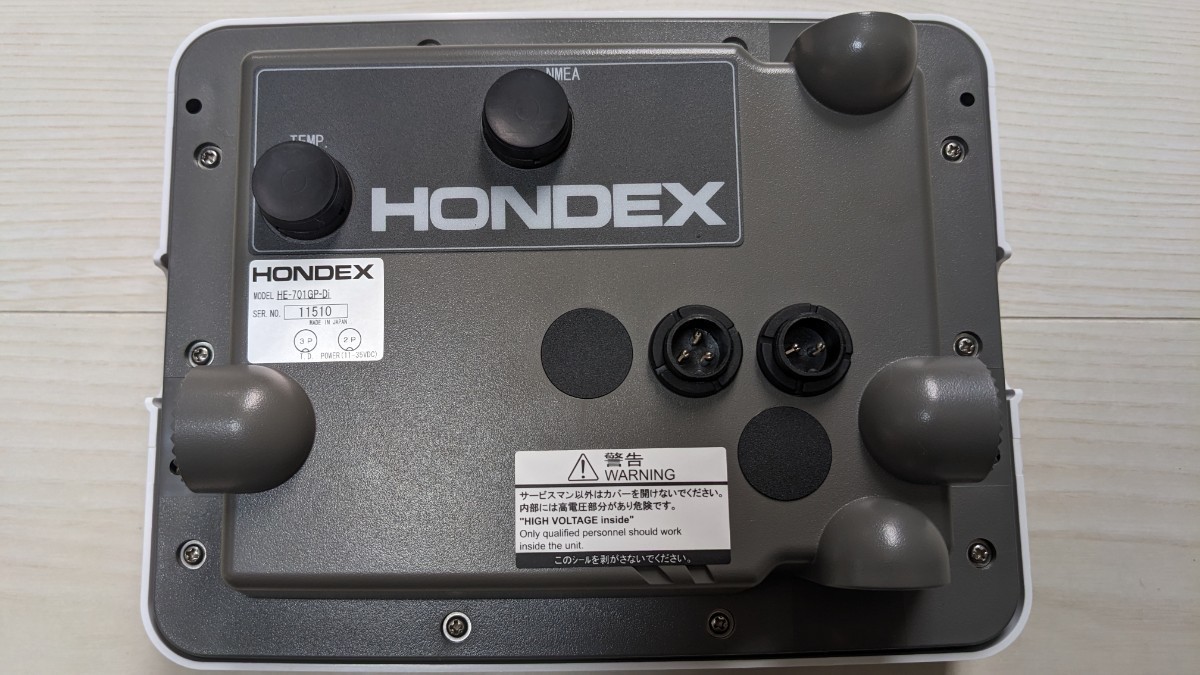 NMEA
TEMP.
HONDEX
HONDEX
MODEL HE-701GP-Di
SER.NO. 11510
MADE IN JAPAN
3P 2P
T.D. POWER(11-35VDC)
警告
WARNING
サービスマン以外はカバーを開けないでください。
内部には高電圧部分があり危険です。
"HIGH VOLTAGE inside"
Only qualified personnel should work
inside the unit.
このシールを剥がさないでください。